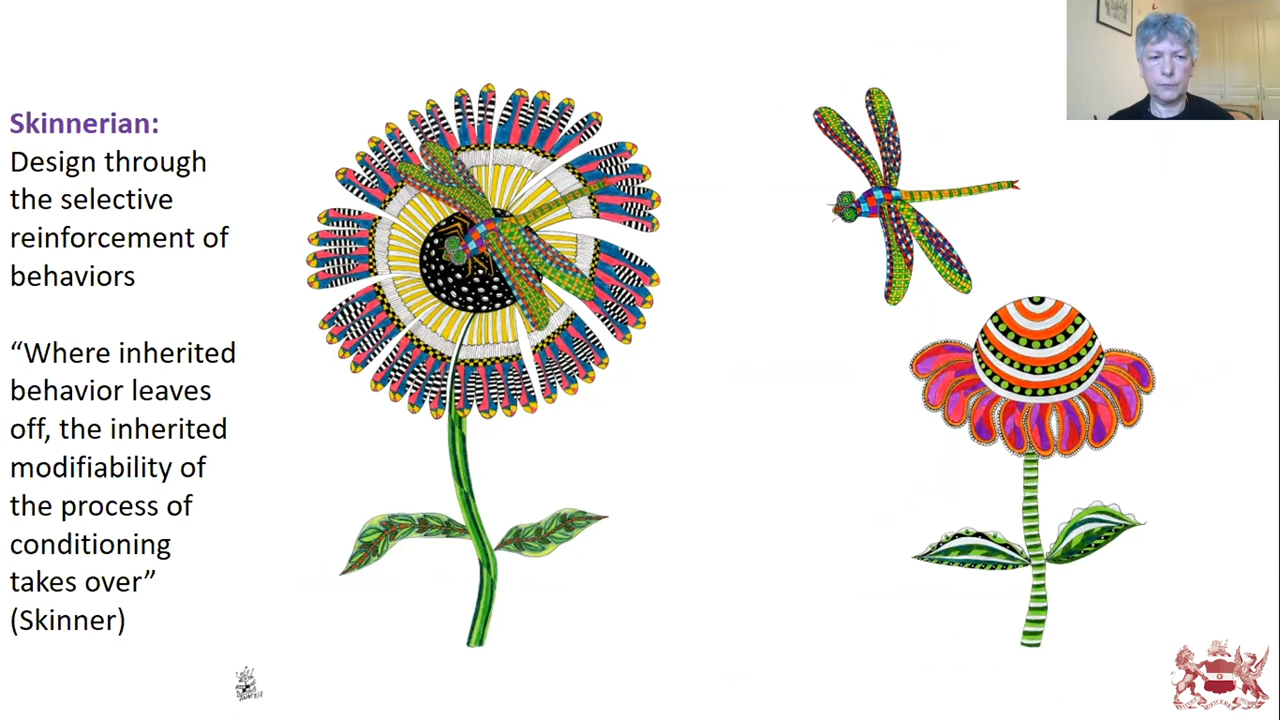 Skinnerian:
Design through
the selective
reinforcement of
behaviors
“Where inherited
behavior leaves
off, the inherited
modifiability of
the process of
conditioning
takes over”
(Skinner)